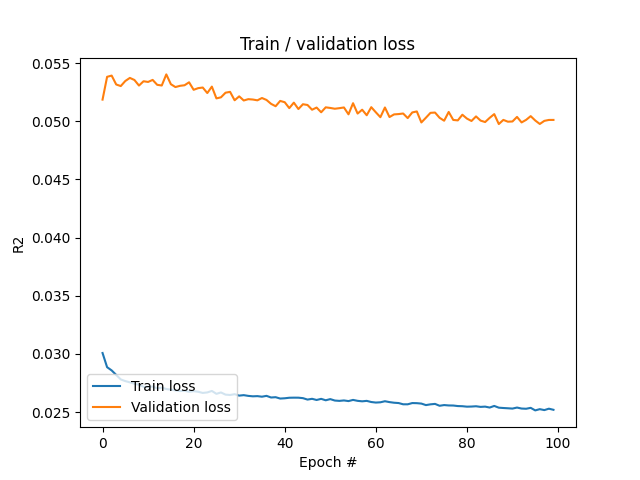 Train / validation loss
0.055
0.050
0.045
0.040
0.035
0.030
0.025
R2
Train loss
Validation loss
0 20 40 60 80 100
Epoch #